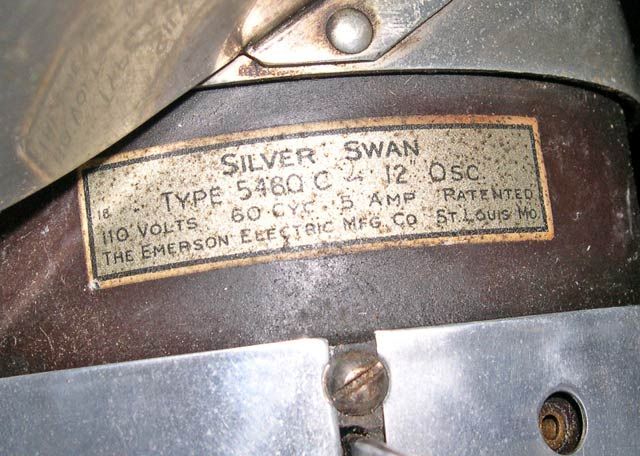 SILVER SWAN
TYPE 5460 C - 12 OSC.
18 110 VOLTS 60 CYC. .5 AMP PATENTED
THE EMERSON ELECTRIC MFG. CO ST. LOUIS MO.